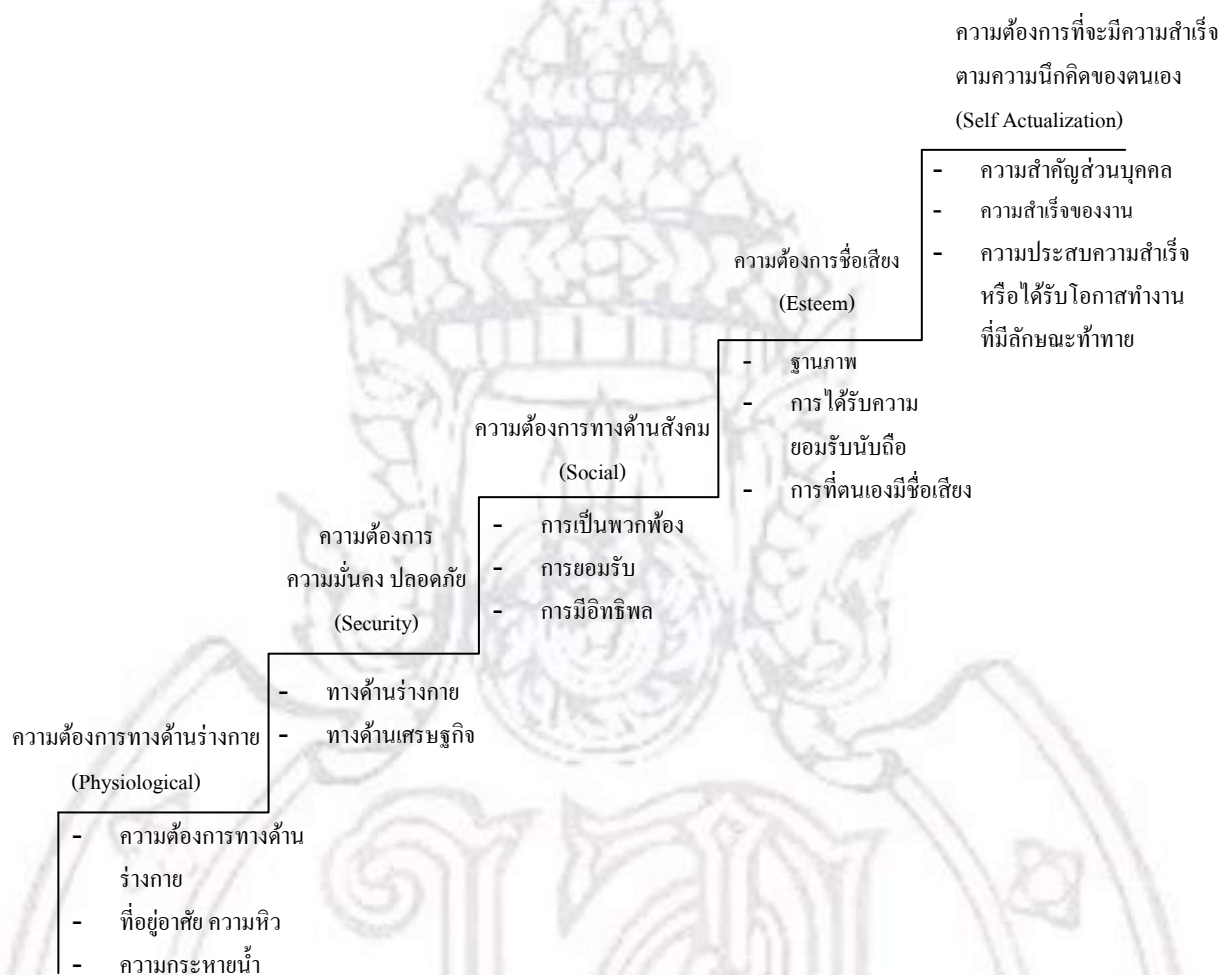 ความต้องการที่จะมีความสำเร็จ
ตามความนึกคิดของตนเอง
(Self Actualization)
- ความสำคัญส่วนบุคคล
- ความสำเร็จของงาน
- ความประสบความสำเร็จ
หรือได้รับโอกาสทำงาน
ที่มีลักษณะท้าทาย
ความต้องการชื่อเสียง
(Esteem)
- ฐานภาพ
- การได้รับความ
ยอมรับนับถือ
- การที่ตนเองมีชื่อเสียง
ความต้องการทางด้านสังคม
(Social)
- การเป็นพวกพ้อง
- การยอมรับ
- การมีอิทธิพล
ความต้องการ
ความมั่นคง ปลอดภัย
(Security)
- ทางด้านร่างกาย
- ทางด้านเศรษฐกิจ
ความต้องการทางด้านร่างกาย
(Physiological)
- ความต้องการทางด้าน
ร่างกาย
- ที่อยู่อาศัย ความหิว
- ความกระหายน้ำ